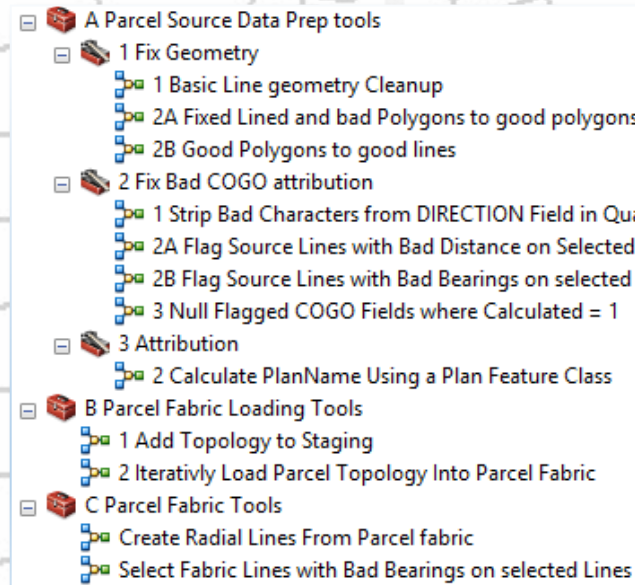 A Parcel Source Data Prep tools
1 Fix Geometry
1 Basic Line geometry Cleanup
2A Fixed Lined and bad Polygons to good polygons
2B Good Polygons to good lines
2 Fix Bad COGO attribution
1 Strip Bad Characters from DIRECTION Field in Qua
2A Flag Source Lines with Bad Distance on Selected
2B Flag Source Lines with Bad Bearings on selected
3 Null Flagged COGO Fields where Calculated = 1
3 Attribution
2 Calculate PlanName Using a Plan Feature Class
B Parcel Fabric Loading Tools
1 Add Topology to Staging
2 Iterativly Load Parcel Topology Into Parcel Fabric
C Parcel Fabric Tools
Create Radial Lines From Parcel fabric
Select Fabric Lines with Bad Bearings on selected Lines